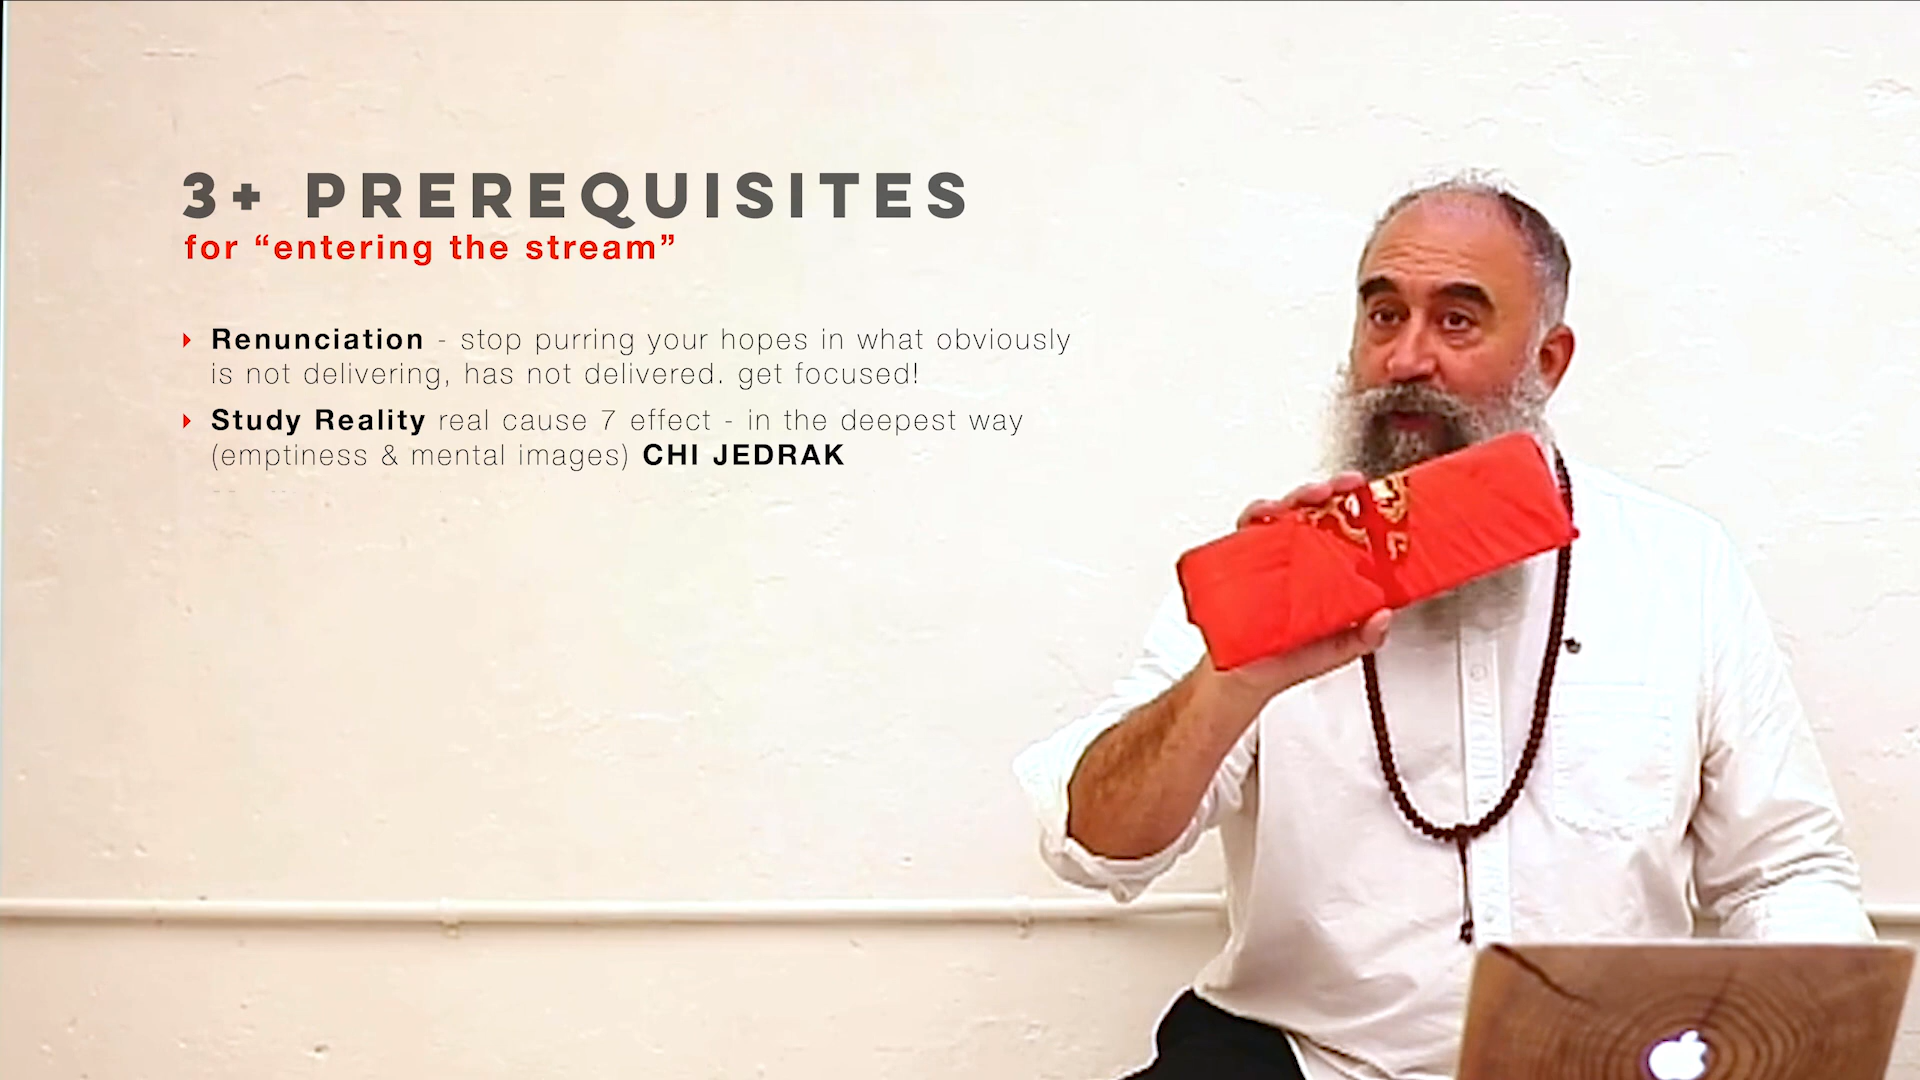 3+ PREREQUISITES
for “entering the stream”
Renunciation - stop purring your hopes in what obviously
is not delivering, has not delivered. get focused!
Study Reality real cause 7 effect - in the deepest way
(emptiness & mental images) CHI JEDRAK